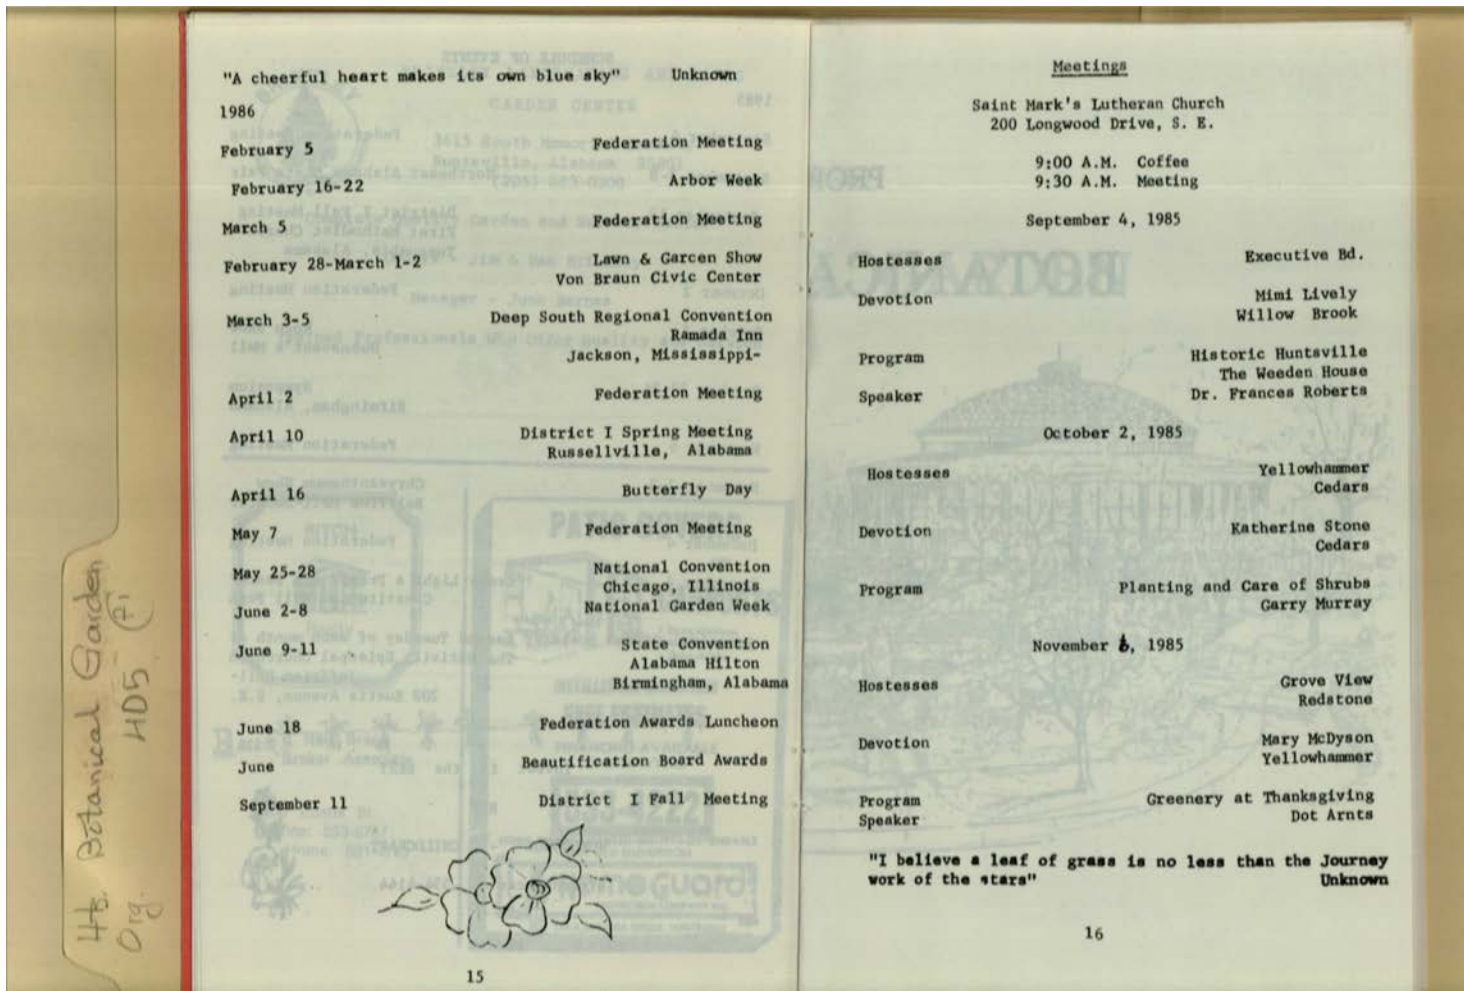 "A cheerful heart makes its own blue sky" Unknown
1986
February 5 Federation Meeting
February 16-22 Arbor Week
March 5 Federation Meeting
February 28-March 1-2 Lawn & Garcen Show
Von Braun Civic Center
March 3-5 Deep South Regional Convention
Ramada Inn
Jackson, Mississippi-
April 2 Federation Meeting
April 10 District I Spring Meeting
Russellville, Alabama
April 16 Butterfly Day
May 7 Federation Meeting
May 25-28 National Convention
Chicago, Illinois
June 2-8 National Garden Week
June 9-11 State Convention
Alabama Hilton
Birmingham, Alabama
June 18 Federation Awards Luncheon
June Beautification Board Awards
September 11 District I Fall Meeting
15
Meetings
Saint Mark's Lutheran Church
200 Longwood Drive, S. E.
9:00 A.M. Coffee
9:30 A.M. Meeting
September 4, 1985
Hostesses Executive Bd.
Devotion Mimi Lively
Willow Brook
Program Historic Huntsville
The Weeden House
Speaker Dr. Frances Roberts
October 2, 1985
Hostesses Yellowhammer
Cedars
Devotion Katherine Stone
Cedars
Program Planting and Care of Shrubs
Garry Murray
November 6, 1985
Hostesses Grove View
Redstone
Devotion Mary McDyson
Yellowhammer
Program Greenery at Thanksgiving
Speaker Dot Arnts
"I believe a leaf of grass is no less than the Journey
work of the stars" Unknown
16
Botanical Garden
Org. 4D5